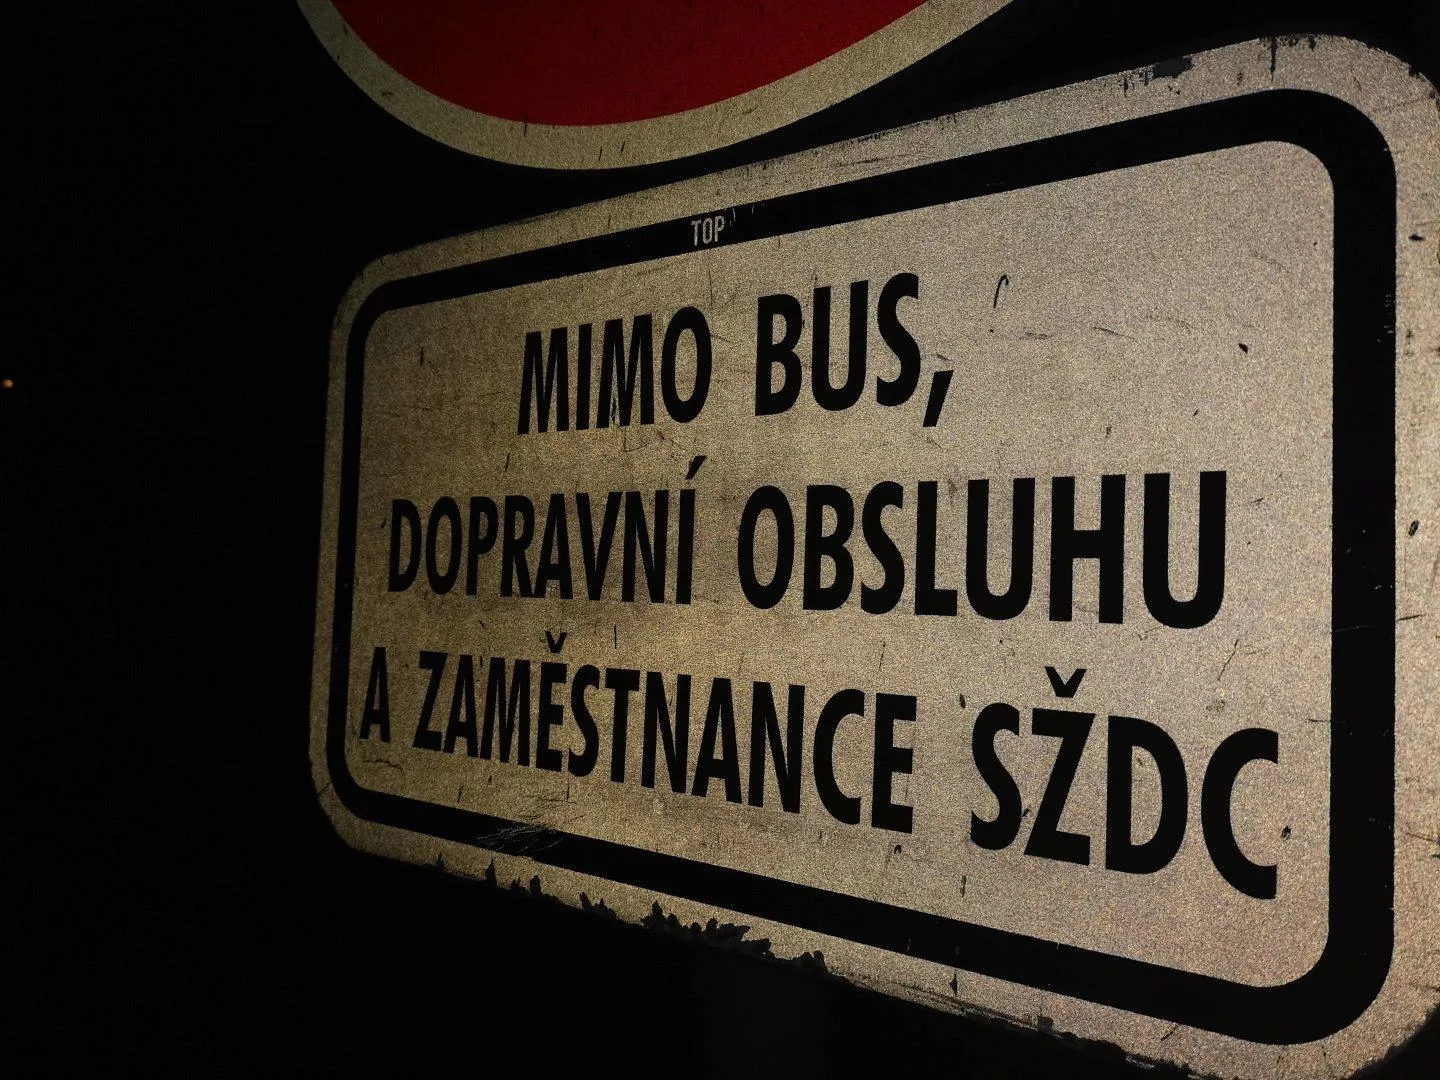 TOP
MIMO BUS,
DOPRAVNÍ OBSLUHU
A ZAMĚSTNANCE SŽDC